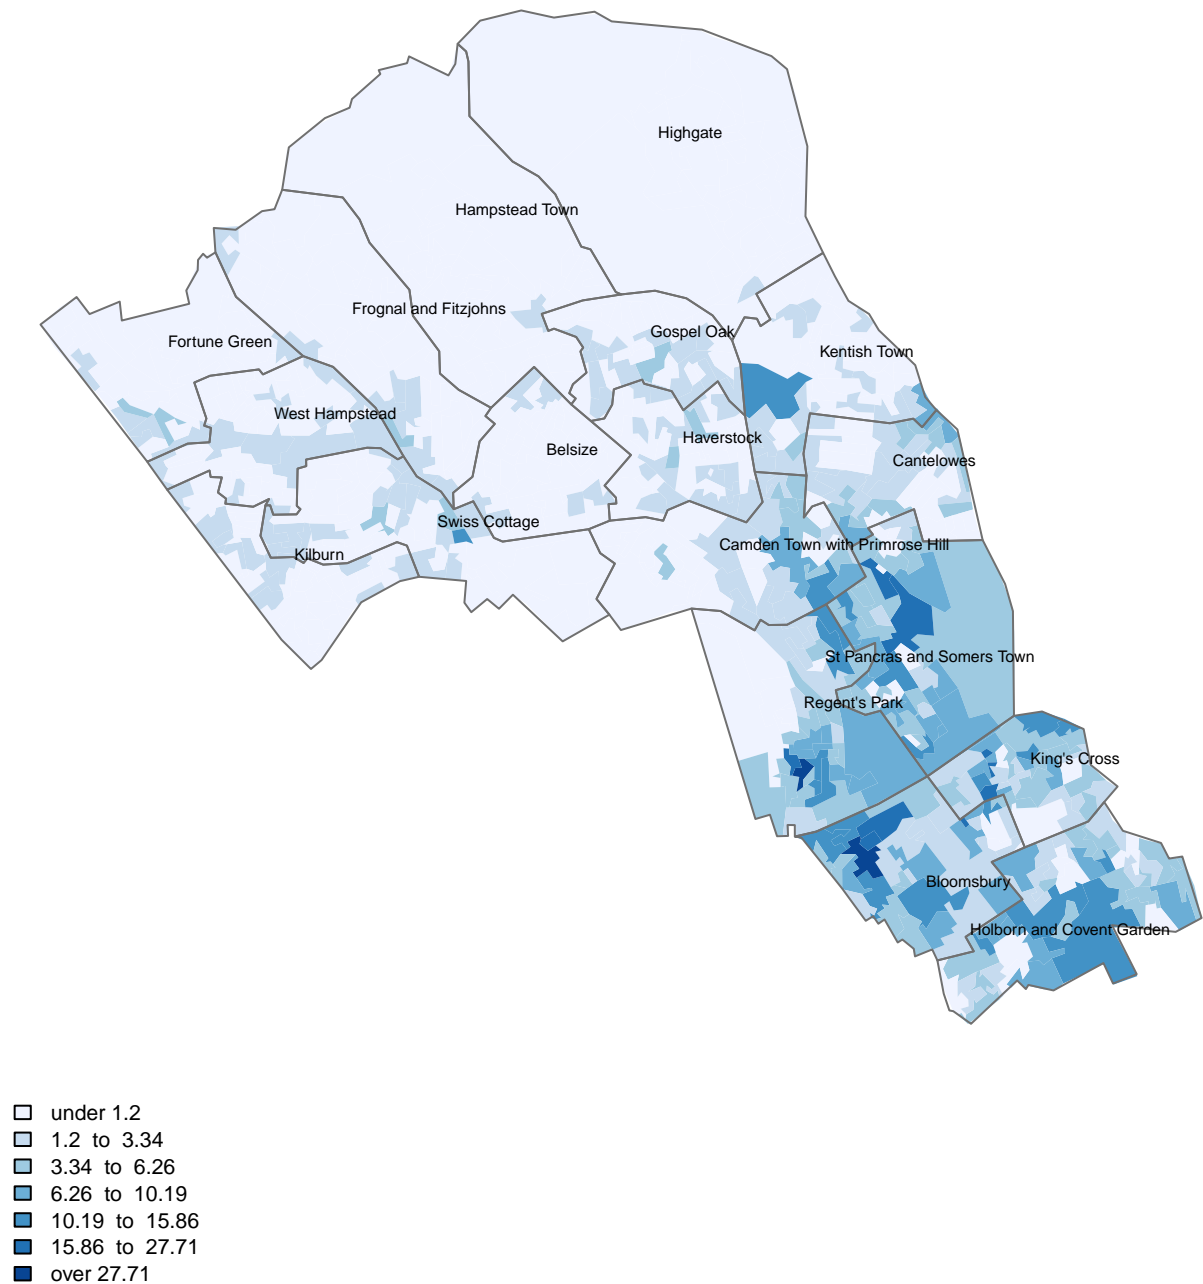 Highgate
Hampstead Town
Frognal and Fitzjohns
Gospel Oak
Fortune Green
Kentish Town
West Hampstead
Haverstock
Belsize
Cantelowes
Swiss Cottage
Camden Town with Primrose Hill
Kilburn
St Pancras and Somers Town
Regent's Park
King's Cross
Bloomsbury
Holborn and Covent Garden
under 1.2
1.2 to 3.34
3.34 to 6.26
6.26 to 10.19
10.19 to 15.86
15.86 to 27.71
over 27.71